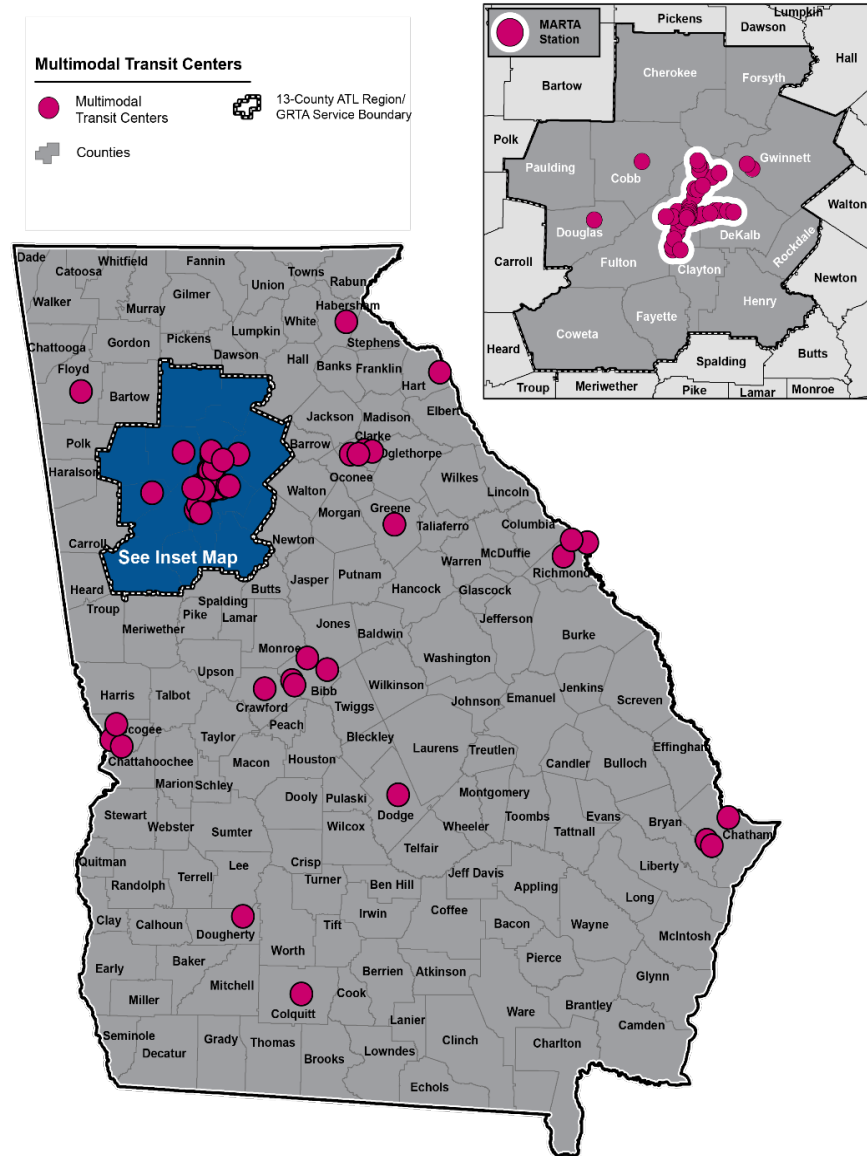 Multimodal Transit Centers
Multimodal
Transit Centers
13-County ATL Region/
GRTA Service Boundary
Counties
MARTA
Station
Pickens
Lumpkin
Dawson
Hall
Cherokee
Forsyth
Bartow
Polk
Paulding
Cobb
Gwinnett
Walton
Douglas
DeKalb
Rockdale
Carroll
Fulton
Clayton
Newton
Henry
Fayette
Coweta
Heard
Spalding
Butts
Troup
Meriwether
Pike
Lamar
Monroe
Dade
Catoosa
Whitfield
Fannin
Towns
Rabun
Union
Walker
Murray
Gilmer
Habersham
White
Lumpkin
Stephens
Chattooga
Gordon
Pickens
Dawson
Hall
Banks
Franklin
Floyd
Bartow
Hart
Elbert
Jackson
Madison
Polk
Barrow
Clarke
Oglethorpe
Haralson
Oconee
Wilkes
Walton
Lincoln
Morgan
Greene
Taliaferro
Columbia
Carroll
See Inset Map
Newton
Warren
McDuffie
Richmond
Heard
Butts
Jasper
Putnam
Hancock
Glascock
Troup
Spalding
Pike
Lamar
Meriwether
Jones
Baldwin
Jefferson
Burke
Monroe
Washington
Upson
Bibb
Wilkinson
Harris
Talbot
Crawford
Twiggs
Johnson
Emanuel
Jenkins
Screven
Peach
cogee
Taylor
Bleckley
Laurens
Treutlen
Effingham
Chattahoochee
Macon
Houston
Candler
Bulloch
Marion
Schley
Dooly
Pulaski
Montgomery
Stewart
Webster
Sumter
Dodge
Wilcox
Wheeler
Toombs
Evans
Tattnall
Bryan
Chatham
Telfair
Quitman
Terrell
Lee
Crisp
Liberty
Randolph
Turner
Ben Hill
Jeff Davis
Appling
Long
Clay
Calhoun
Dougherty
Irwin
Coffee
Bacon
Wayne
McIntosh
Worth
Tift
Early
Baker
Pierce
Mitchell
Berrien
Atkinson
Glynn
Miller
Cook
Colquitt
Ware
Brantley
Lanier
Camden
Seminole
Decatur
Grady
Thomas
Brooks
Lowndes
Clinch
Charlton
Echols